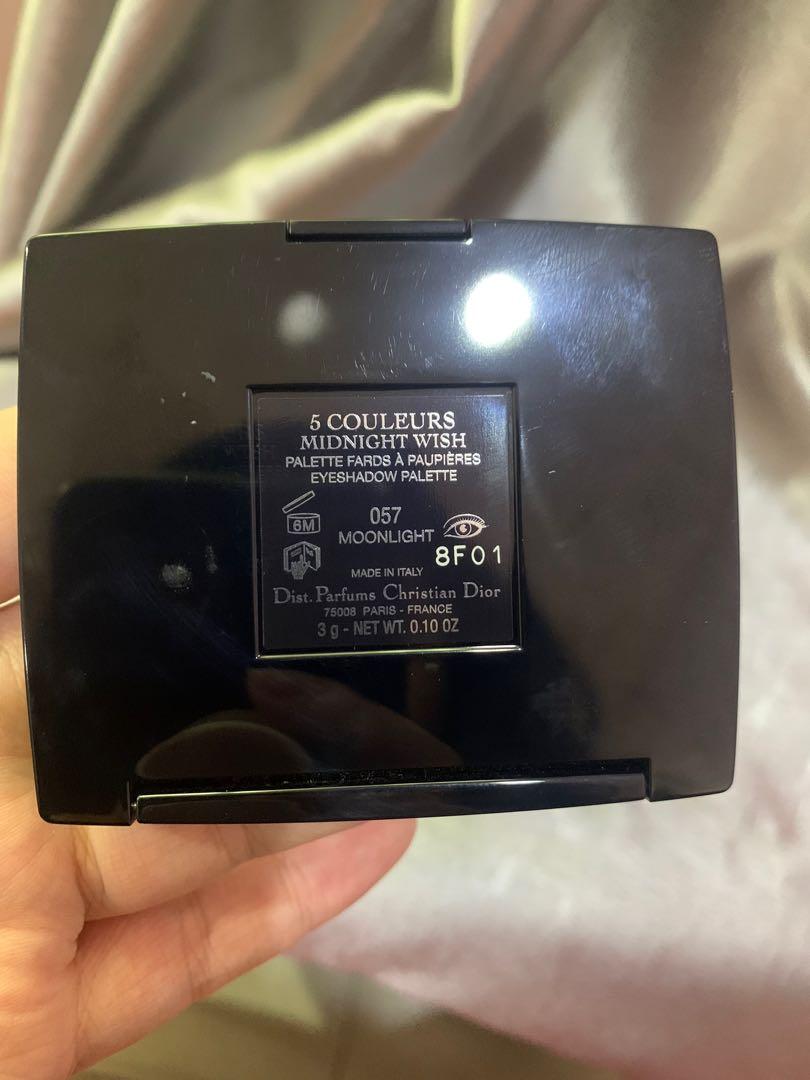 5 COULEURS
MIDNIGHT WISH
PALETTE FARDS À PAUPIÈRES
EYESHADOW PALETTE
6M
057
MOONLIGHT
8F01
MADE IN ITALY
Dist. Parfums Christian Dior
75008 PARIS - FRANCE
3 g - NET WT. 0.10 OZ